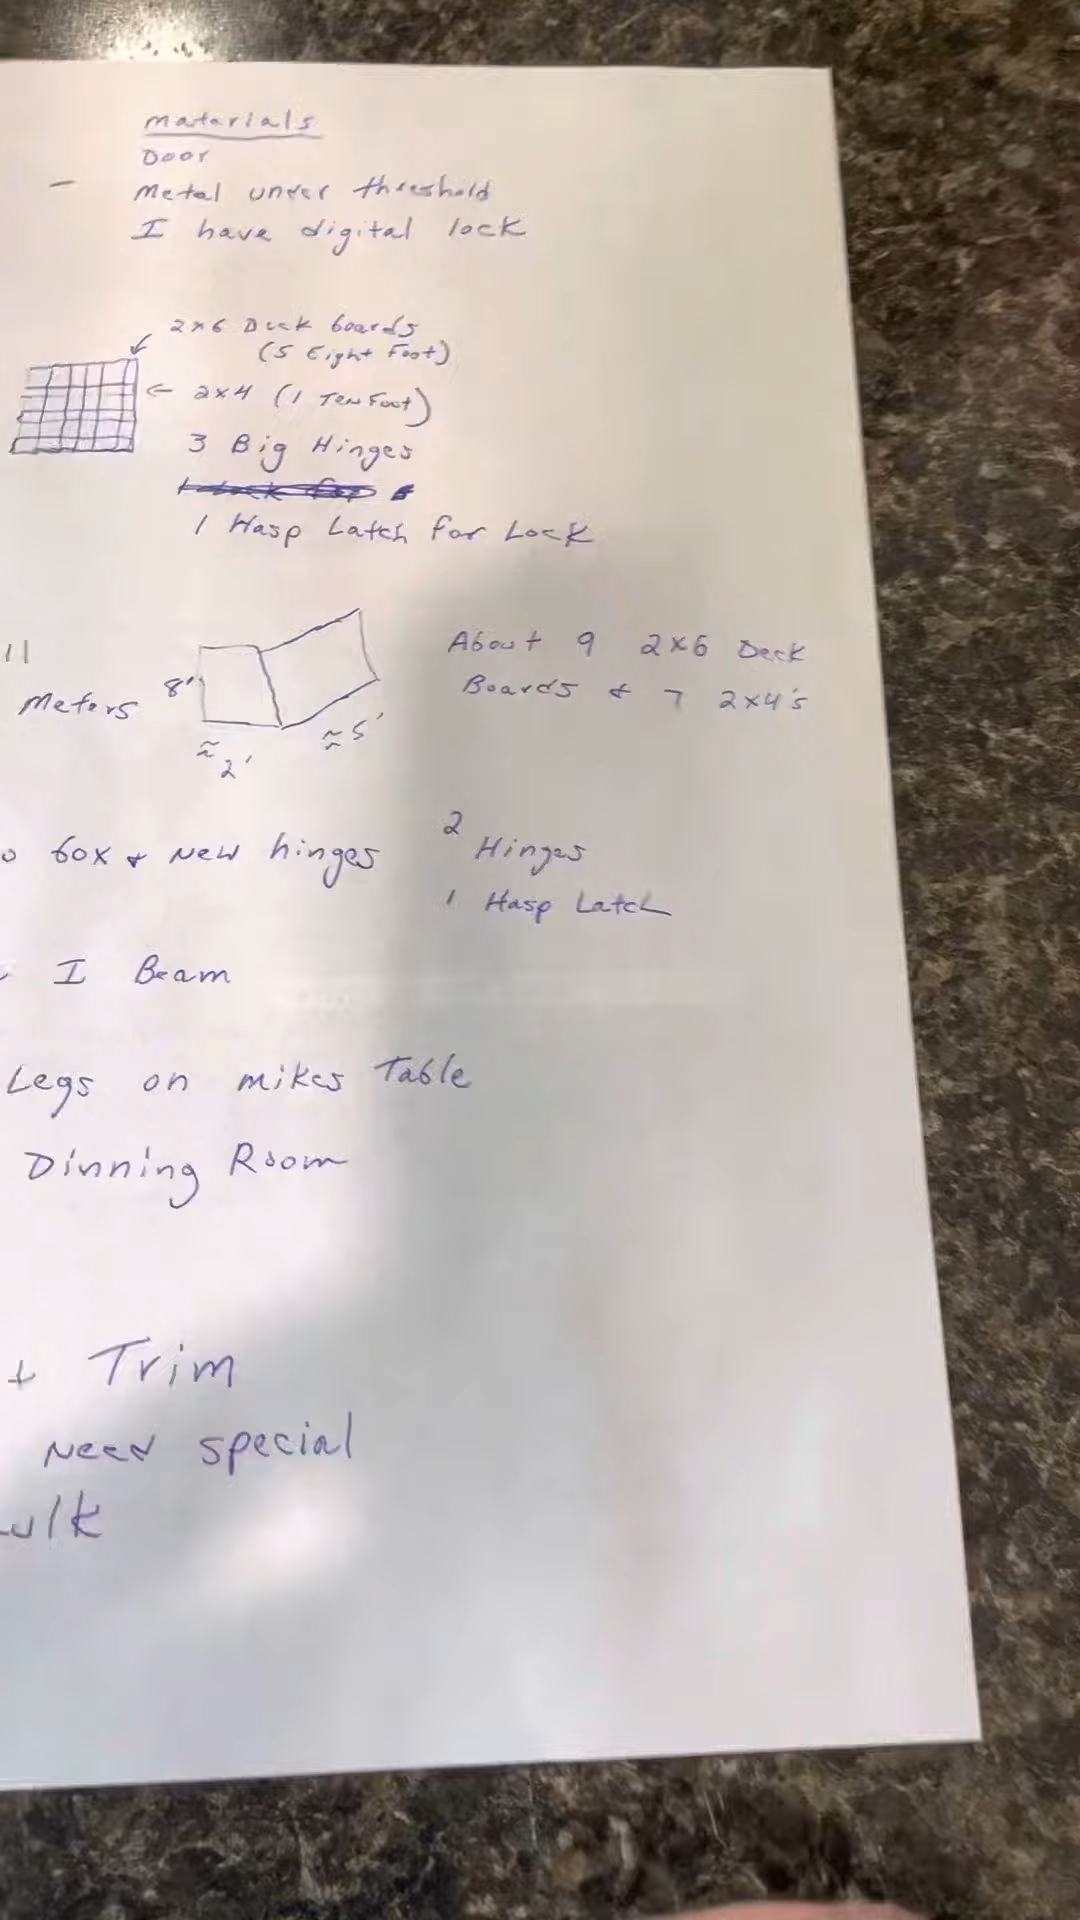 Materials
Door
- Metal under threshold
I have digital lock
2x6 Deck boards
(5 Eight Foot)
← 2x4 (1 Ten Foot)
3 Big Hinges
1 Hasp Latch for Lock
11
Meters
8'
≈ 2'
≈ 5'
About 9 2x6 Deck
Boards & 7 2x4's
box & New hinges
2 Hinges
1 Hasp Latch
I Beam
Legs on mikes Table
Dinning Room
+ Trim
Need special